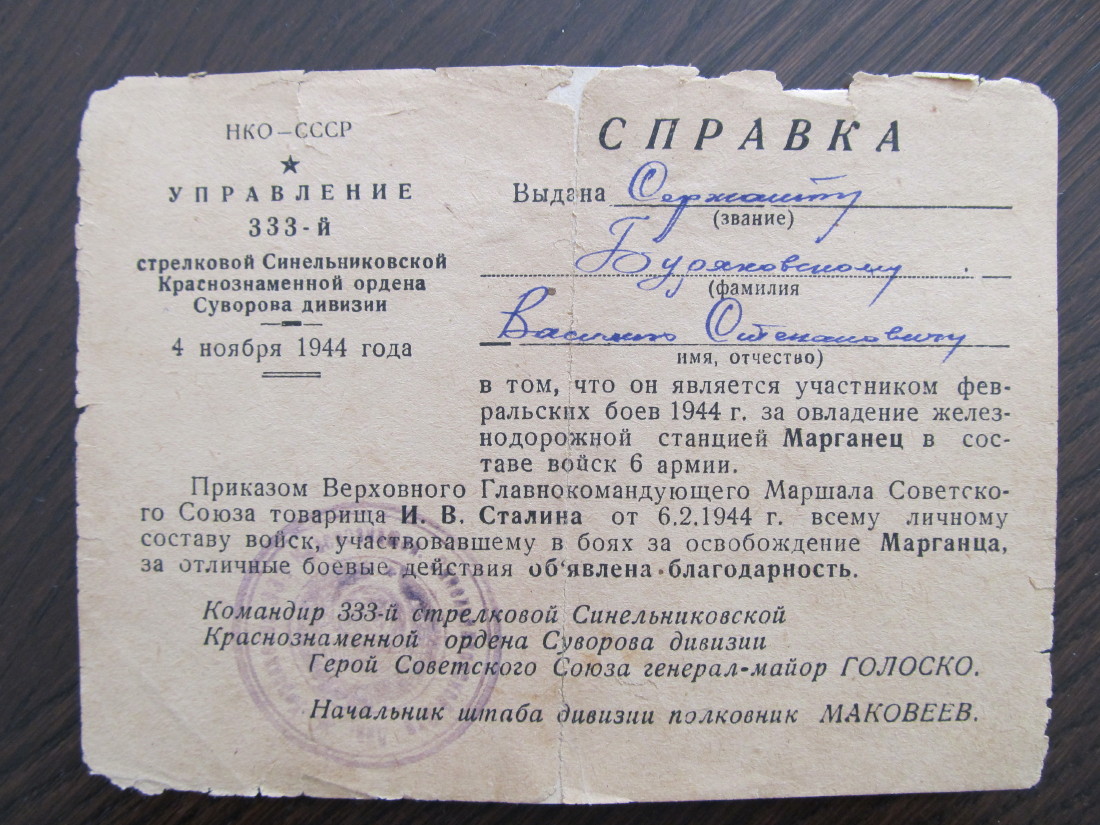 НКО – СССР
УПРАВЛЕНИЕ
333-й
стрелковой Синельниковской
Краснознаменной ордена
Суворова дивизии
4 ноября 1944 года
СПРАВКА
Выдана Сержанту
(звание)
Буряковскому
(фамилия
Василию Степановичу
имя, отчество)
в том, что он является участником фев-
ральских боев 1944 г. за овладение желез-
нодорожной станцией Марганец в сос-
таве войск 6 армии.
Приказом Верховного Главнокомандующего Маршала Советско-
го Союза товарища И. В. Сталина от 6.2.1944 г. всему личному
составу войск, участвовавшему в боях за освобождение Марганца,
за отличные боевые действия об'явлена благодарность.
Командир 333-й стрелковой Синельниковской
Краснознаменной ордена Суворова дивизии
Герой Советского Союза генерал-майор ГОЛОСКО.
Начальник штаба дивизии полковник МАКОВЕЕВ.